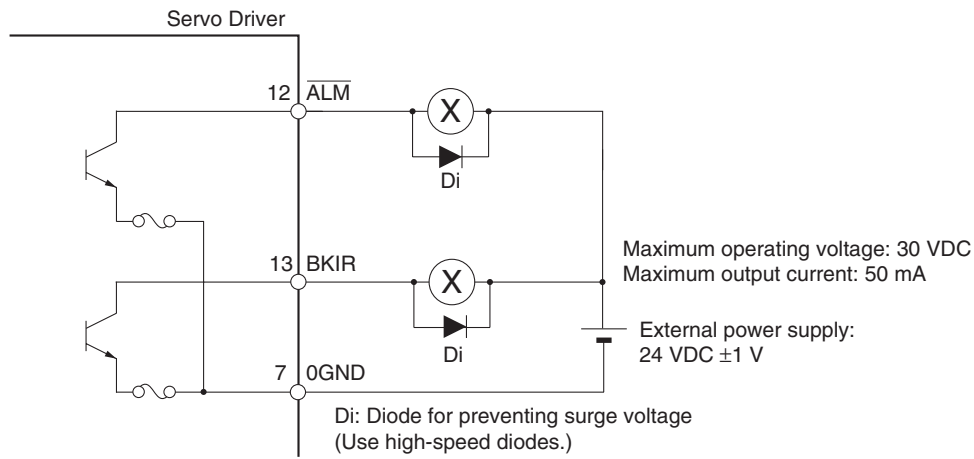 Servo Driver
12 A̅L̅M̅
X
Di
13 BKIR
X
Di
Maximum operating voltage: 30 VDC
Maximum output current: 50 mA
External power supply:
24 VDC ±1 V
7 0GND
Di: Diode for preventing surge voltage
(Use high-speed diodes.)